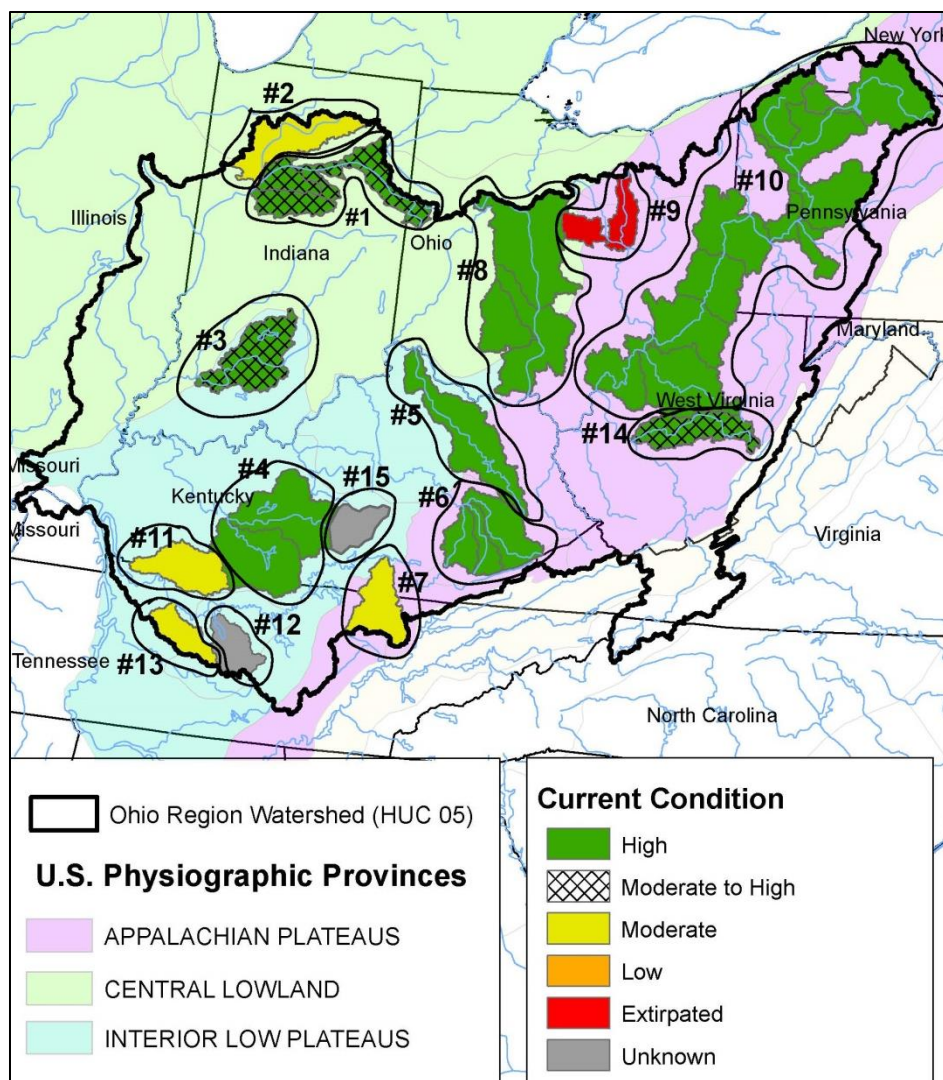 New York
#2
#10
Illinois
#1
Ohio
#9
Pennsylvania
Indiana
#8
#3
Maryland
#5
West Virginia
#14
Missouri
#4
#15
Kentucky
#6
Missouri
Virginia
#11
#7
#12
Tennessee
#13
North Carolina
Ohio Region Watershed (HUC 05)
U.S. Physiographic Provinces
APPALACHIAN PLATEAUS
CENTRAL LOWLAND
INTERIOR LOW PLATEAUS
Current Condition
High
Moderate to High
Moderate
Low
Extirpated
Unknown